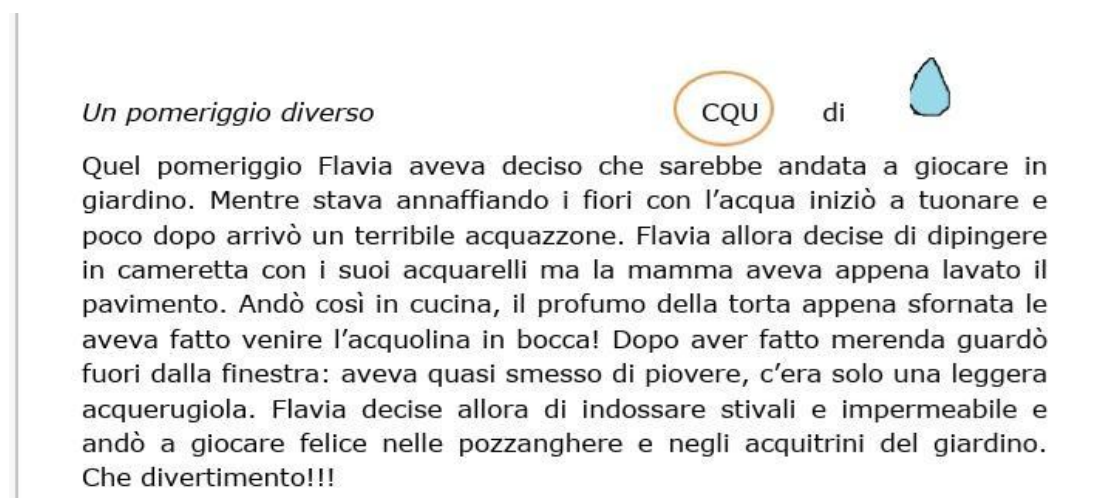 Un pomeriggio diverso CQU di
Quel pomeriggio Flavia aveva deciso che sarebbe andata a giocare in
giardino. Mentre stava annaffiando i fiori con l’acqua iniziò a tuonare e
poco dopo arrivò un terribile acquazzone. Flavia allora decise di dipingere
in cameretta con i suoi acquarelli ma la mamma aveva appena lavato il
pavimento. Andò così in cucina, il profumo della torta appena sfornata le
aveva fatto venire l’acquolina in bocca! Dopo aver fatto merenda guardò
fuori dalla finestra: aveva quasi smesso di piovere, c’era solo una leggera
acquerugiola. Flavia decise allora di indossare stivali e impermeabile e
andò a giocare felice nelle pozzanghere e negli acquitrini del giardino.
Che divertimento!!!